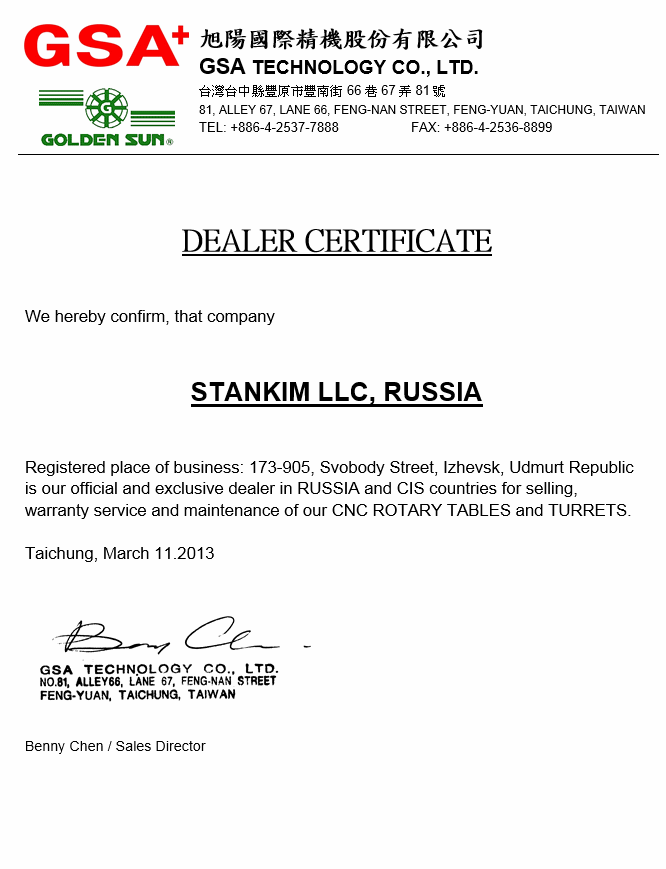 GSA+ 旭陽國際精機股份有限公司
GSA TECHNOLOGY CO., LTD.
台灣台中縣豐原市豐南街 66 巷 67 弄 81 號
81, ALLEY 67, LANE 66, FENG-NAN STREET, FENG-YUAN, TAICHUNG, TAIWAN
TEL: +886-4-2537-7888 FAX: +886-4-2536-8899
GOLDEN SUN®
DEALER CERTIFICATE
We hereby confirm, that company
STANKIM LLC, RUSSIA
Registered place of business: 173-905, Svobody Street, Izhevsk, Udmurt Republic
is our official and exclusive dealer in RUSSIA and CIS countries for selling,
warranty service and maintenance of our CNC ROTARY TABLES and TURRETS.
Taichung, March 11.2013
Benny Chen
GSA TECHNOLOGY CO., LTD.
NO.81, ALLEY66, LANE 67, FENG-NAN STREET
FENG-YUAN, TAICHUNG, TAIWAN
Benny Chen / Sales Director